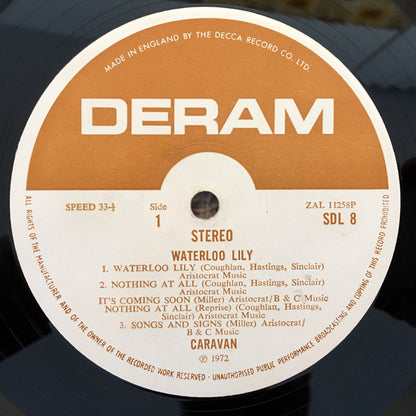 MADE IN ENGLAND BY THE DECCA RECORD CO. LTD.
DERAM
SPEED 33⅓
Side
1
ZAL 11258P
SDL 8
STEREO
WATERLOO LILY
1. WATERLOO LILY (Coughlan, Hastings, Sinclair)
Aristocrat Music
2. NOTHING AT ALL (Coughlan, Hastings, Sinclair)
Aristocrat Music
IT'S COMING SOON (Miller) Aristocrat/B & C Music
NOTHING AT ALL (Reprise) (Coughlan, Hastings,
Sinclair) Aristocrat Music
3. SONGS AND SIGNS (Miller) Aristocrat/
B & C Music
CARAVAN
℗ 1972
ALL RIGHTS OF THE MANUFACTURER AND OF THE OWNER OF THE RECORDED WORK RESERVED · UNAUTHORISED PUBLIC PERFORMANCE BROADCASTING AND COPYING OF THIS RECORD PROHIBITED